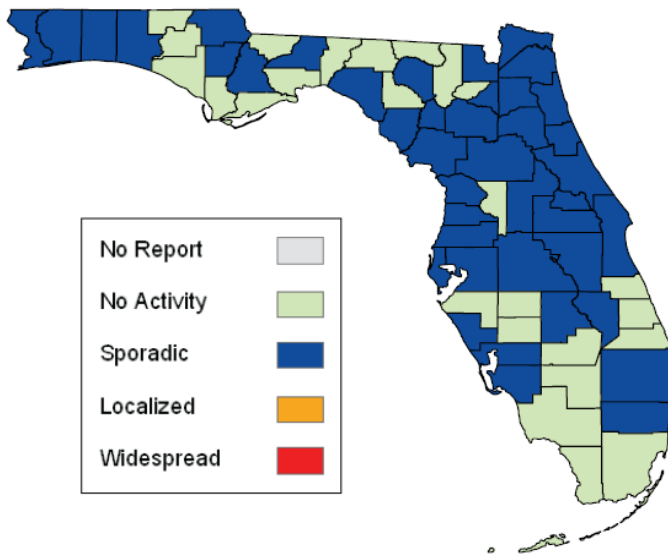 No Report
No Activity
Sporadic
Localized
Widespread